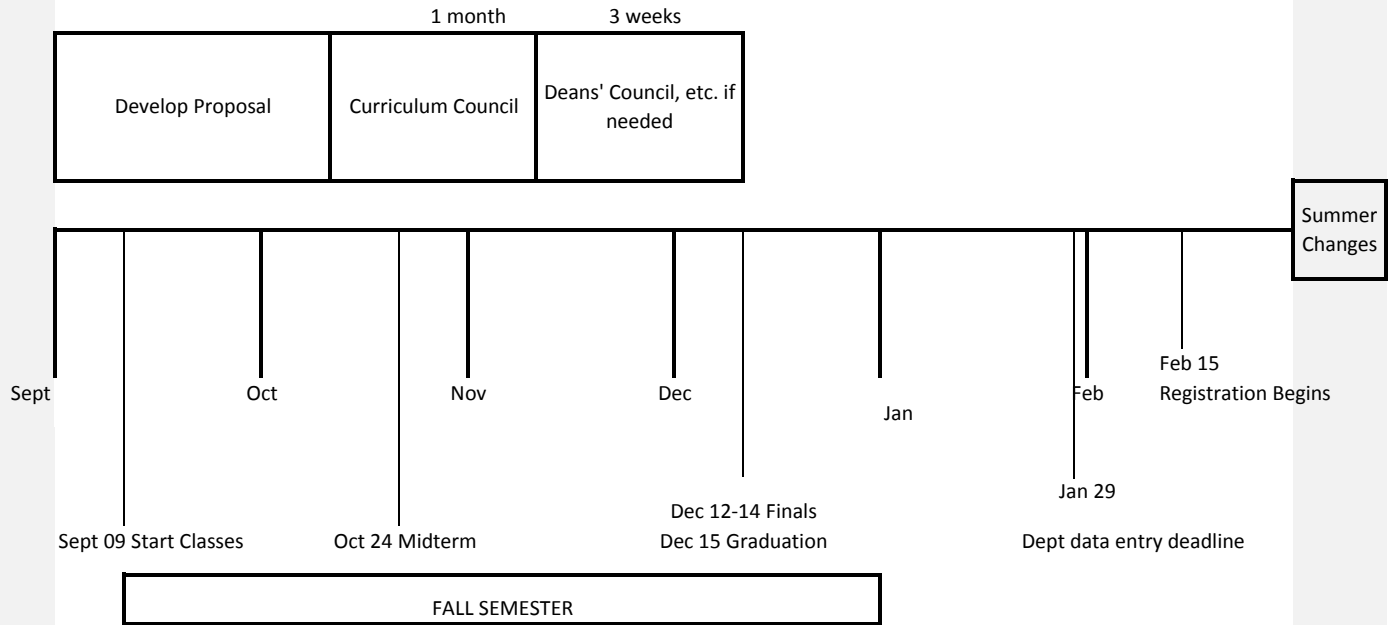 1 month
3 weeks
Develop Proposal
Curriculum Council
Deans' Council, etc. if
needed
Summer
Changes
Sept
Oct
Nov
Dec
Jan
Feb
Feb 15
Registration Begins
Sept 09 Start Classes
Oct 24 Midterm
Dec 12-14 Finals
Dec 15 Graduation
Jan 29
Dept data entry deadline
FALL SEMESTER